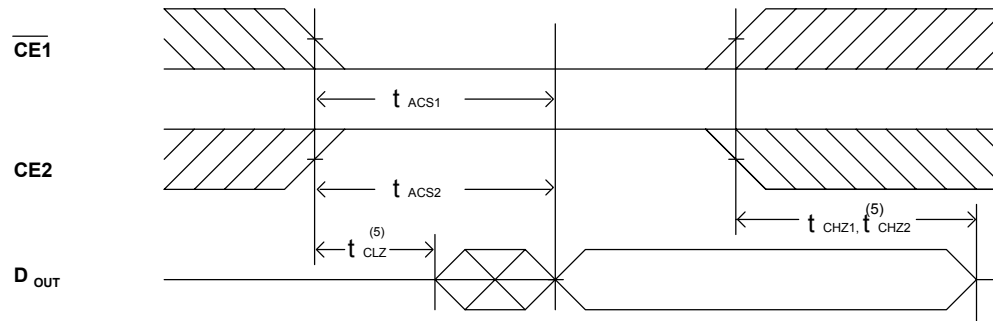 CE1
t ACS1
CE2
t ACS2
t CLZ (5)
t CHZ1, t CHZ2 (5)
D OUT